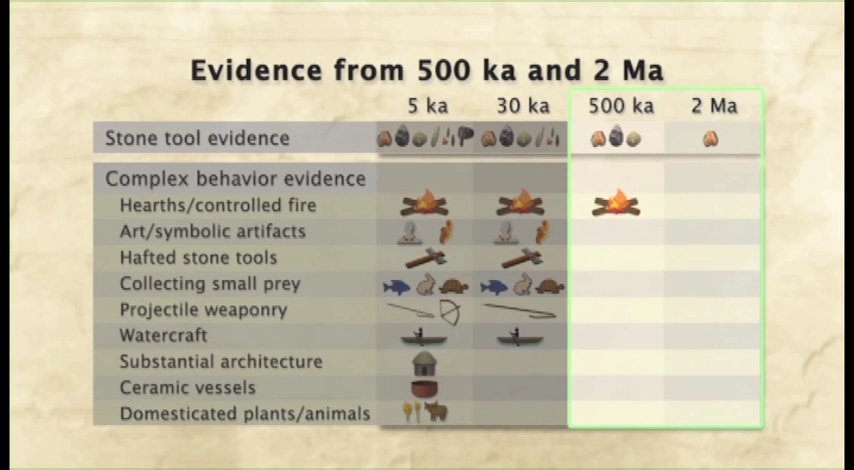 Evidence from 500 ka and 2 Ma
5 ka 30 ka 500 ka 2 Ma
Stone tool evidence
Complex behavior evidence
Hearths/controlled fire
Art/symbolic artifacts
Hafted stone tools
Collecting small prey
Projectile weaponry
Watercraft
Substantial architecture
Ceramic vessels
Domesticated plants/animals